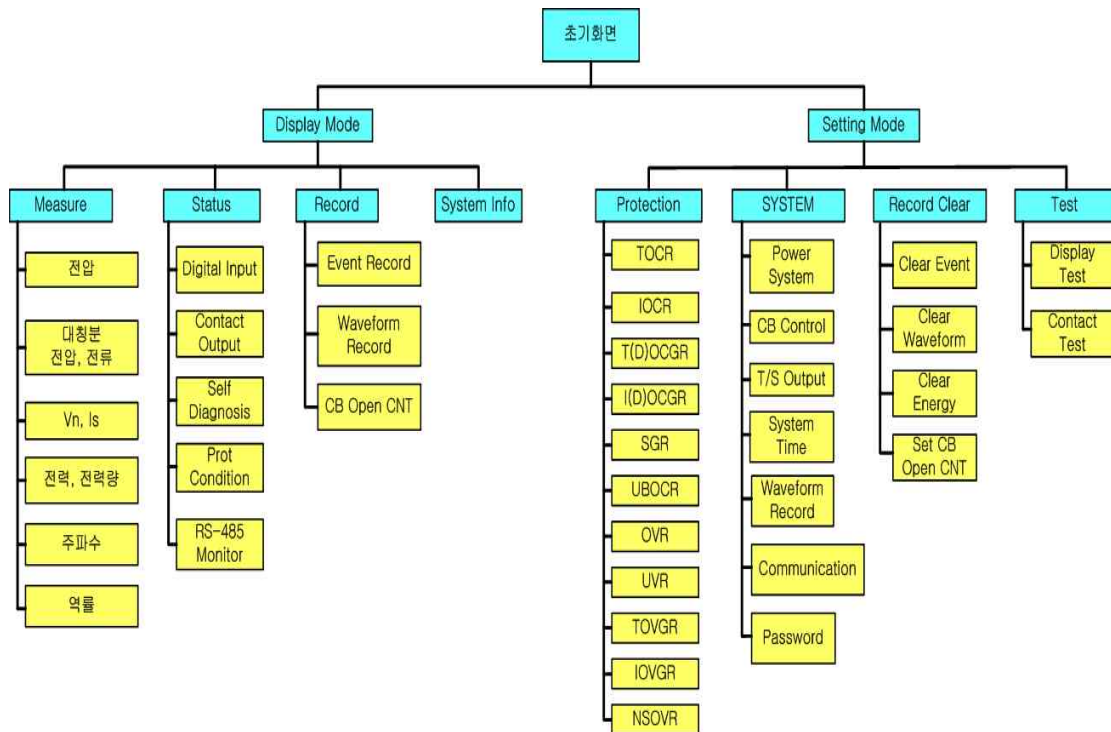 초기화면
Display Mode
Setting Mode
Measure
Status
Record
System Info
Protection
SYSTEM
Record Clear
Test
전압
대칭분
전압, 전류
Vn, Is
전력, 전력량
주파수
역률
Digital Input
Contact
Output
Self
Diagnosis
Prot
Condition
RS-485
Monitor
Event Record
Waveform
Record
CB Open CNT
TOCR
IOCR
T(D)OCGR
I(D)OCGR
SGR
UBOCR
OVR
UVR
TOVGR
IOVGR
NSOVR
Power
System
CB Control
T/S Output
System
Time
Waveform
Record
Communication
Password
Clear Event
Clear
Waveform
Clear
Energy
Set CB
Open CNT
Display
Test
Contact
Test